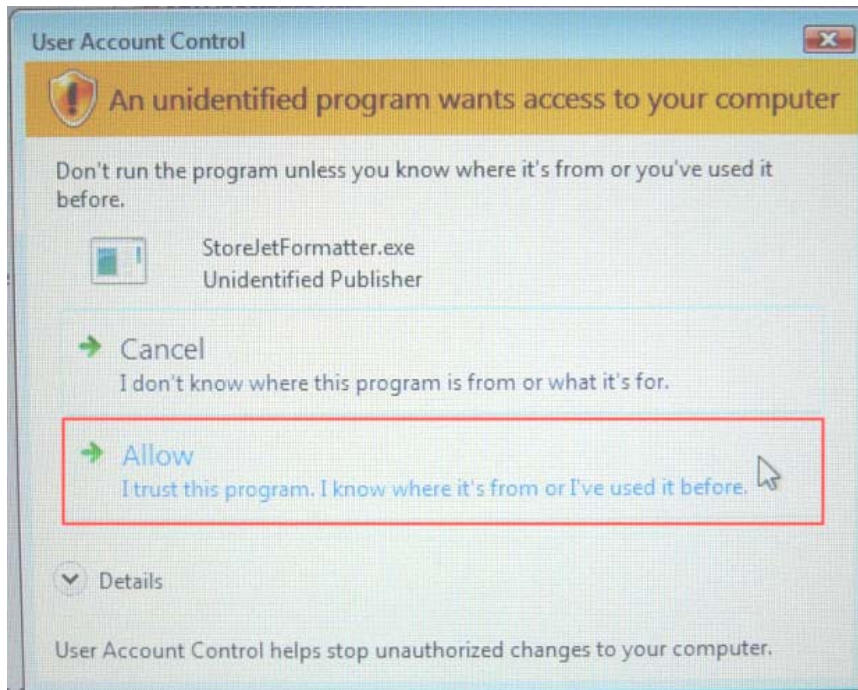 User Account Control
An unidentified program wants access to your computer
Don't run the program unless you know where it's from or you've used it
before.
StoreJetFormatter.exe
Unidentified Publisher
Cancel
I don't know where this program is from or what it's for.
Allow
I trust this program. I know where it's from or I've used it before.
Details
User Account Control helps stop unauthorized changes to your computer.